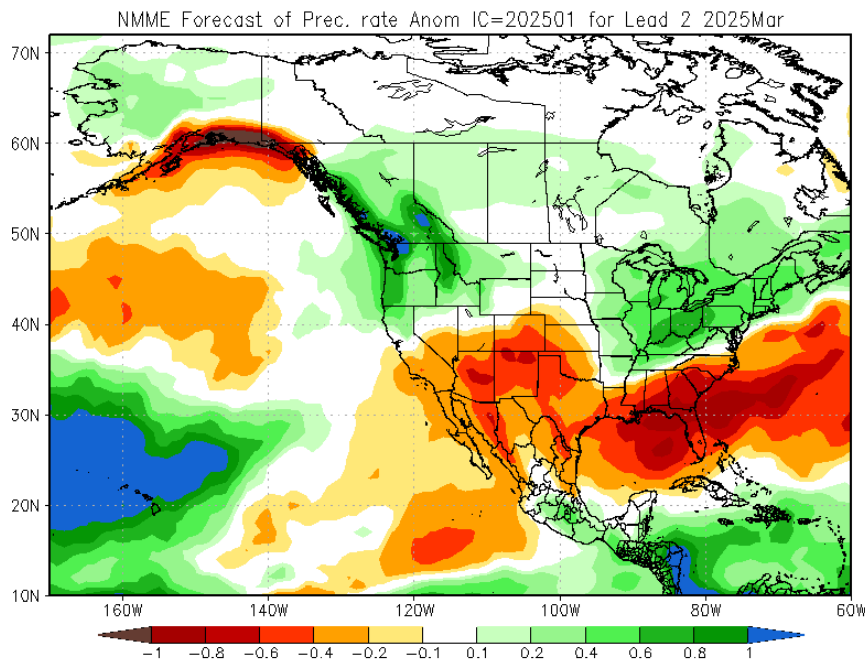 NMME Forecast of Prec. rate Anom IC=202501 for Lead 2 2025Mar
70N
60N
50N
40N
30N
20N
10N
160W 140W 120W 100W 80W 60W
-1 -0.8 -0.6 -0.4 -0.2 -0.1 0.1 0.2 0.4 0.6 0.8 1